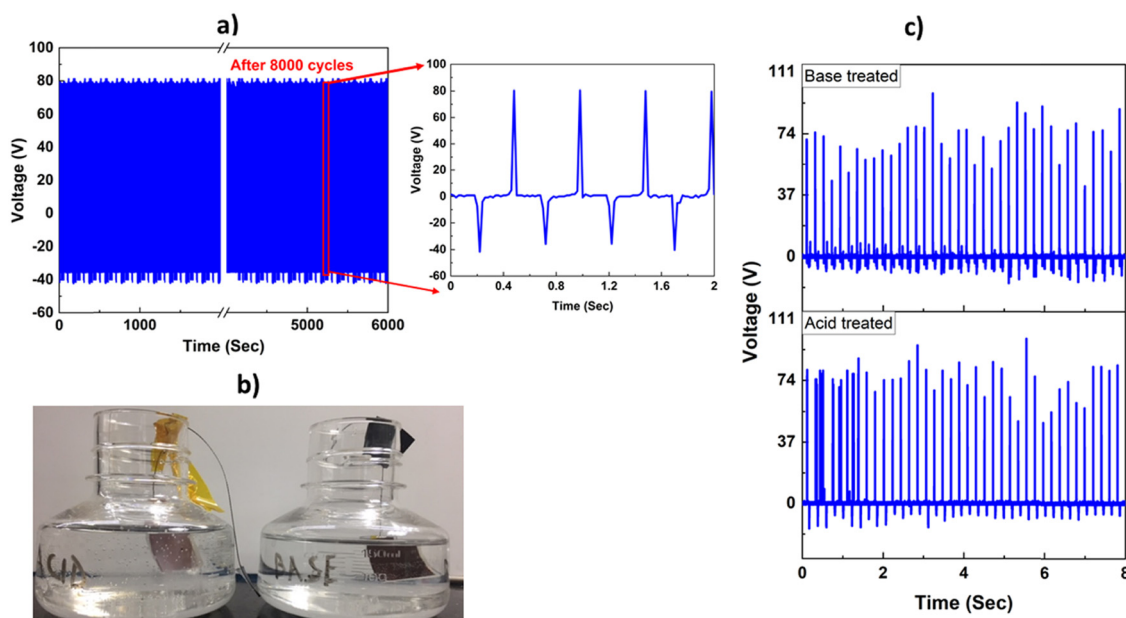 a)
After 8000 cycles
Voltage (V)
100
80
60
40
20
0
-20
-40
-60
0
1000
5000
6000
Time (Sec)
Voltage (V)
100
80
60
40
20
0
-20
-40
-60
0
0.4
0.8
1.2
1.6
2
Time (Sec)
b)
ACID
BASE
c)
Base treated
111
74
37
0
Acid treated
111
74
37
0
Voltage (V)
0
2
4
6
8
Time (Sec)